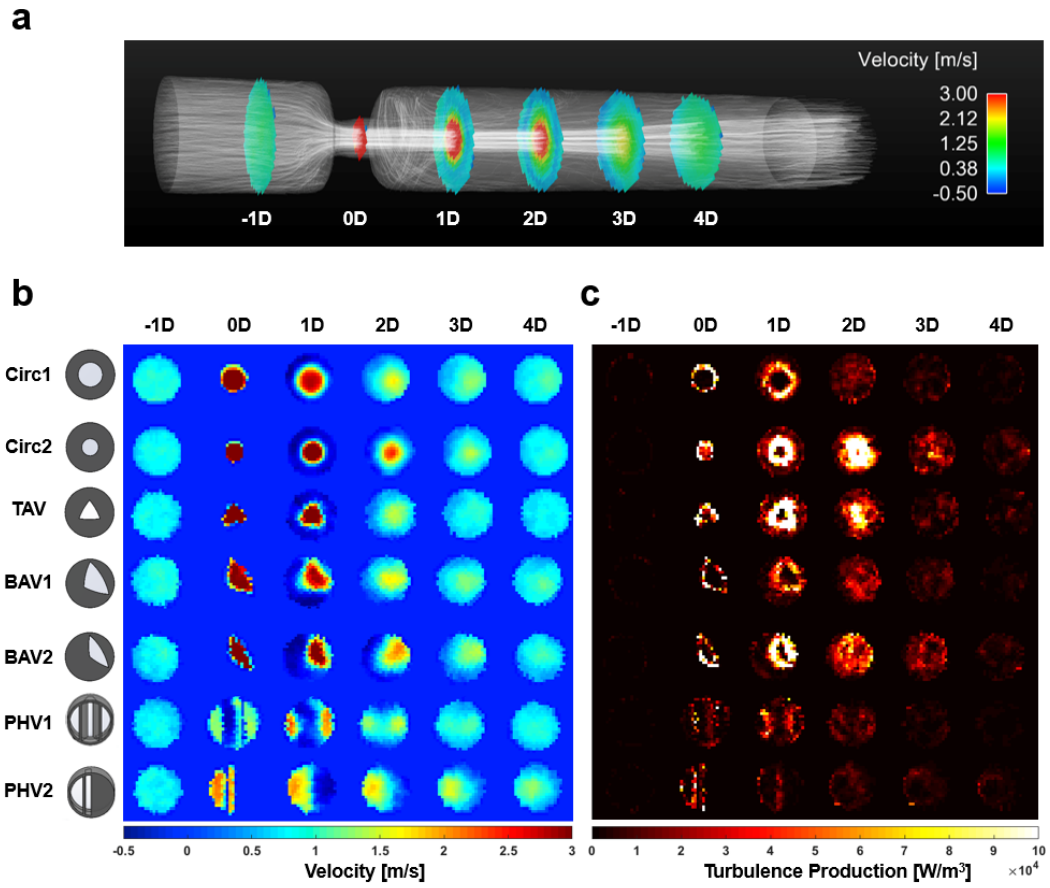 a
Velocity [m/s]
3.00
2.12
1.25
0.38
-0.50
-1D 0D 1D 2D 3D 4D
b
-1D 0D 1D 2D 3D 4D
Circ1
Circ2
TAV
BAV1
BAV2
PHV1
PHV2
-0.5 0 0.5 1 1.5 2 2.5 3
Velocity [m/s]
c
-1D 0D 1D 2D 3D 4D
0 1 2 3 4 5 6 7 8 9 10
Turbulence Production [W/m³]
×10⁴